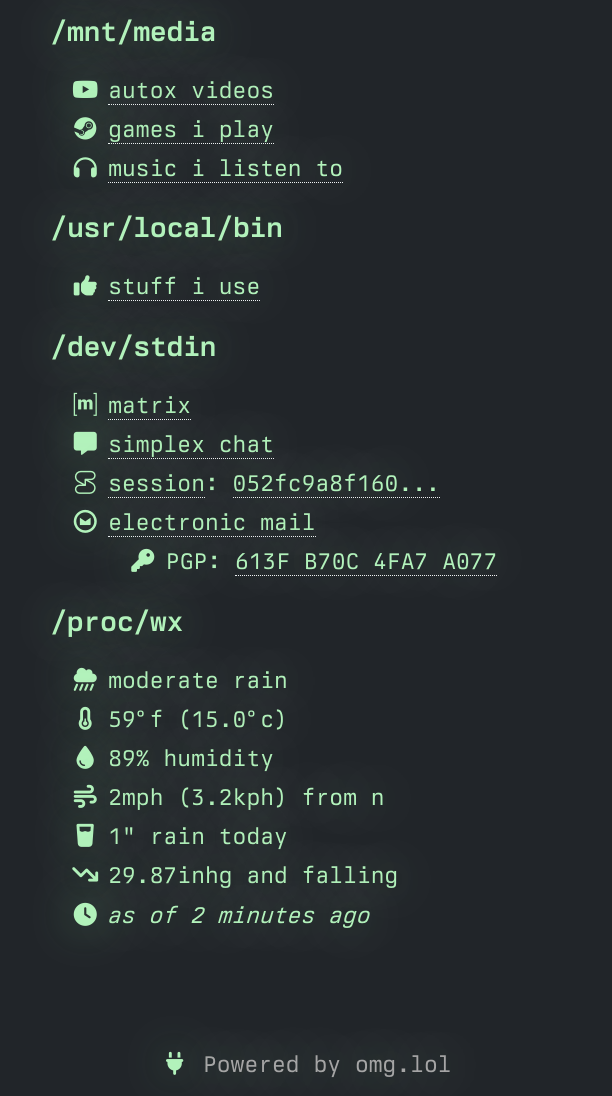 /mnt/media
autox videos
games i play
music i listen to
/usr/local/bin
stuff i use
/dev/stdin
[m] matrix
simplex chat
session: 052fc9a8f160...
electronic mail
PGP: 613F B70C 4FA7 A077
/proc/wx
moderate rain
59°f (15.0°c)
89% humidity
2mph (3.2kph) from n
1" rain today
29.87inhg and falling
as of 2 minutes ago
Powered by omg.lol